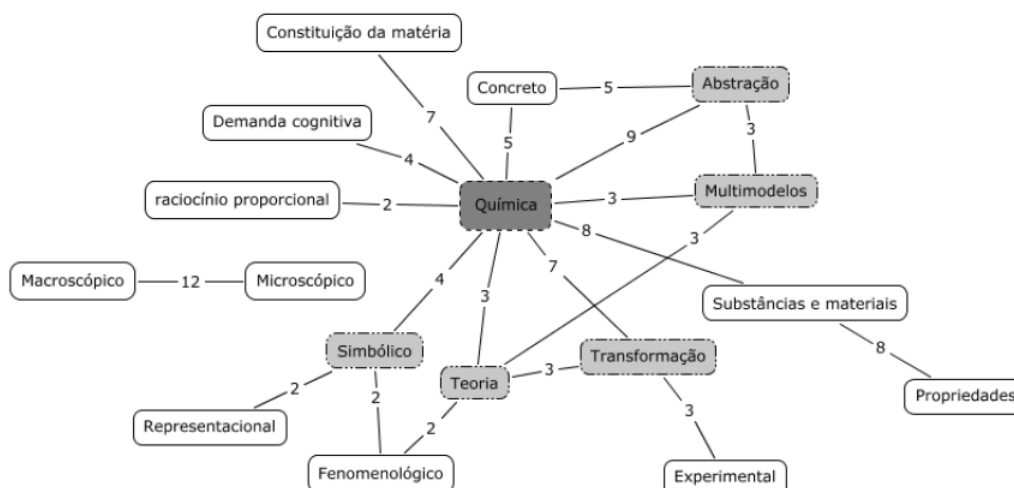 Constituição da matéria
Concreto
5
Abstração
7
Demanda cognitiva
5
9
3
4
raciocínio proporcional
2
Química
3
Multimodelos
8
3
Macroscópico
12
Microscópico
4
7
3
Substâncias e materiais
Simbólico
Teoria
3
Transformação
8
2
2
2
3
Propriedades
Representacional
Fenomenológico
Experimental